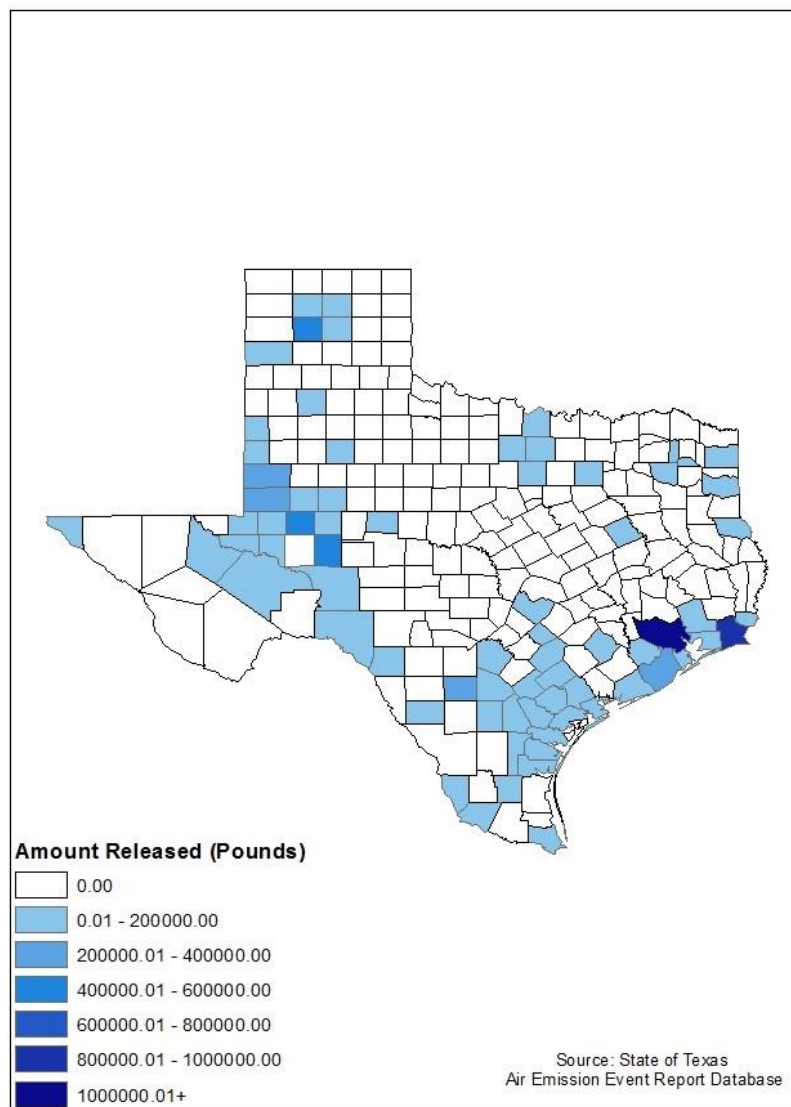 Amount Released (Pounds)
0.00
0.01 - 200000.00
200000.01 - 400000.00
400000.01 - 600000.00
600000.01 - 800000.00
800000.01 - 1000000.00
1000000.01+
Source: State of Texas
Air Emission Event Report Database